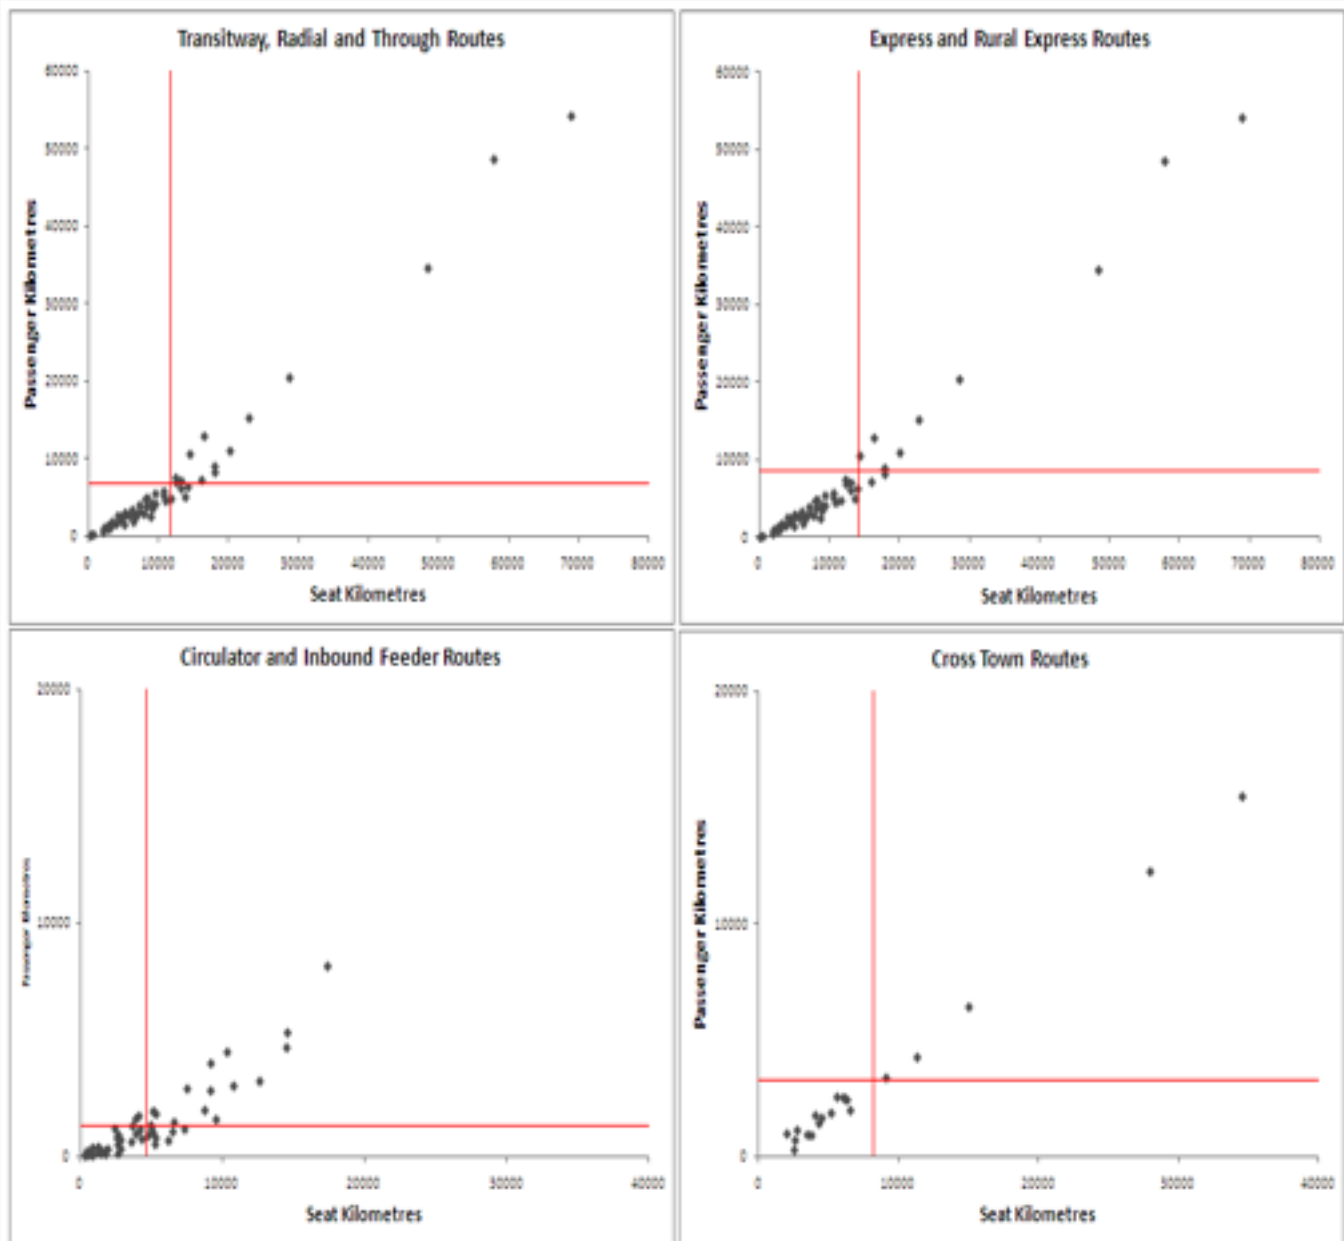 Transitway, Radial and Through Routes
60000
50000
40000
30000
20000
10000
0
Passenger Kilometres
0 10000 20000 30000 40000 50000 60000 70000 80000
Seat Kilometres
Express and Rural Express Routes
60000
50000
40000
30000
20000
10000
0
Passenger Kilometres
0 10000 20000 30000 40000 50000 60000 70000 80000
Seat Kilometres
Circulator and Inbound Feeder Routes
20000
10000
0
Passenger Kilometres
0 10000 20000 30000 40000
Seat Kilometres
Cross Town Routes
20000
10000
0
Passenger Kilometres
0 10000 20000 30000 40000
Seat Kilometres